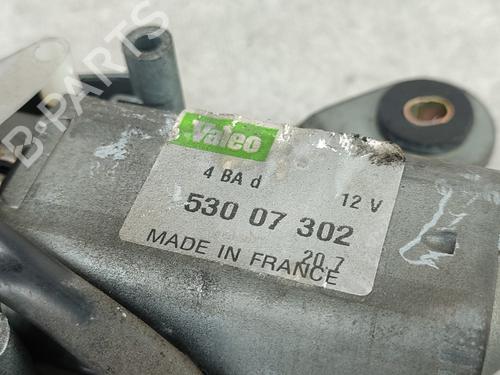 B-PARTS
Valeo
4 BA d 12 V
530 07 302
20.7
MADE IN FRANCE